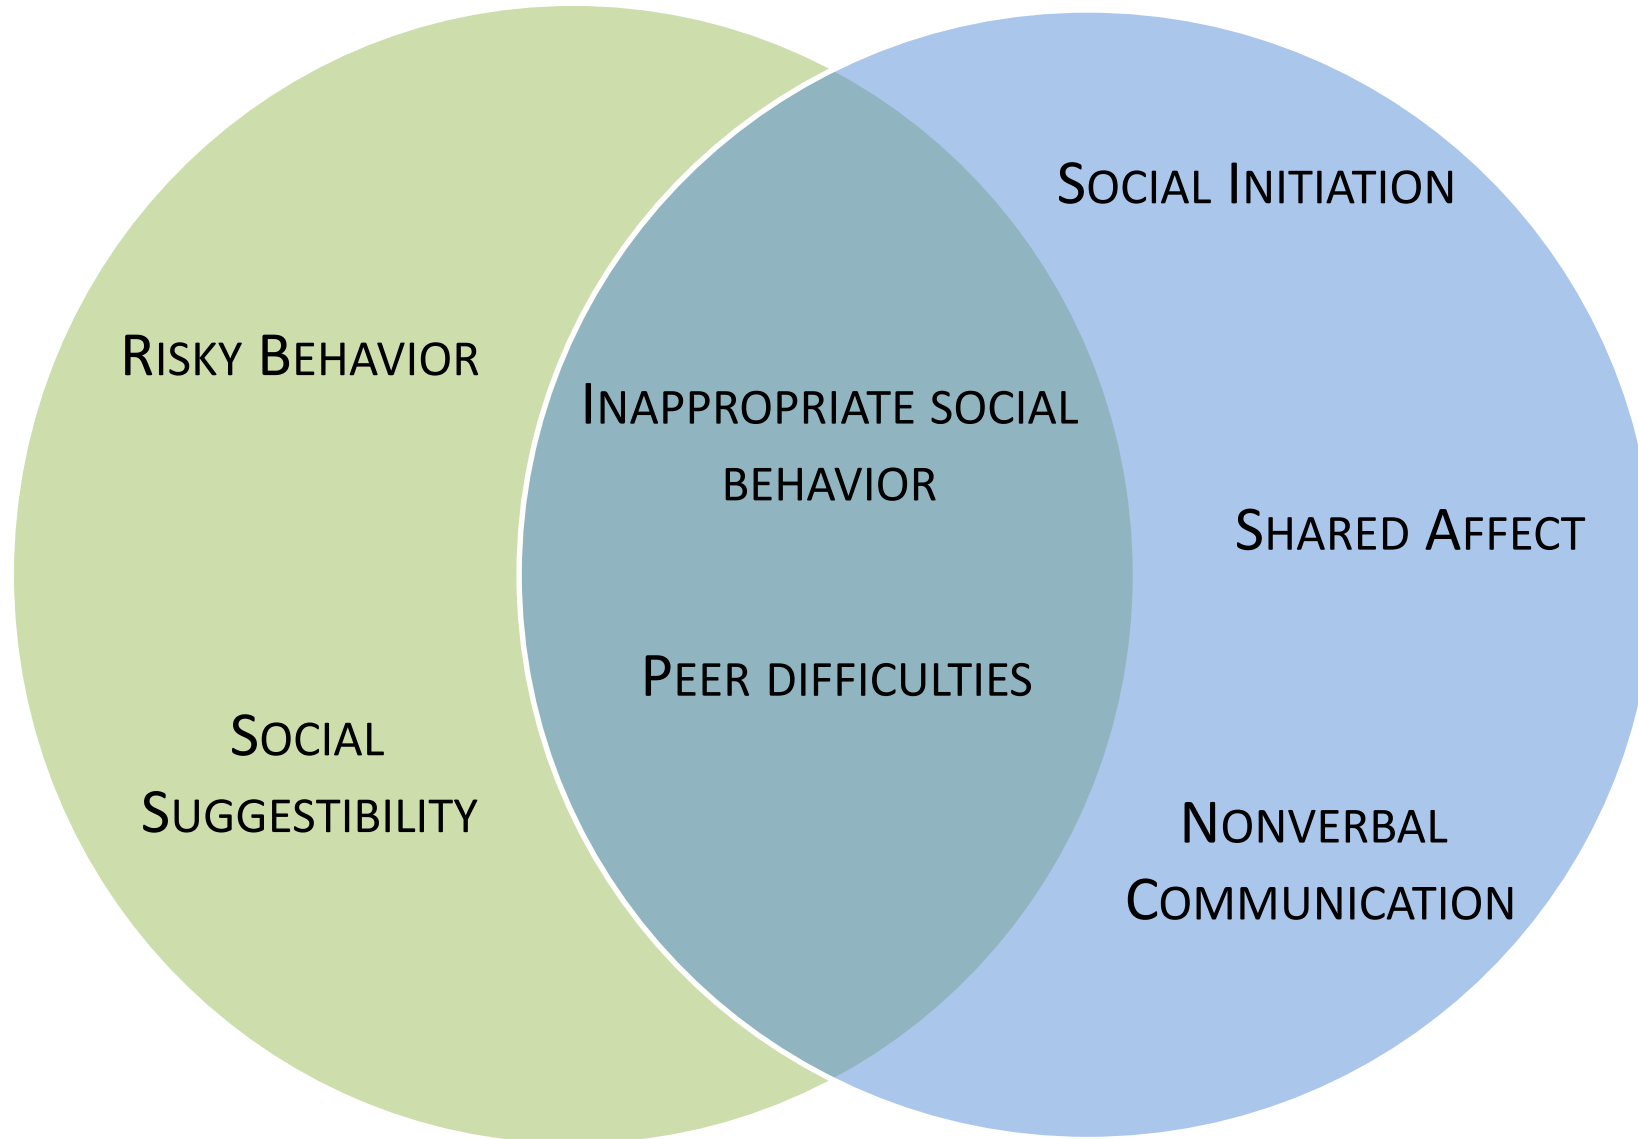 Social Initiation
Risky Behavior
Inappropriate social
behavior
Shared Affect
Peer difficulties
Social
Suggestibility
Nonverbal
Communication